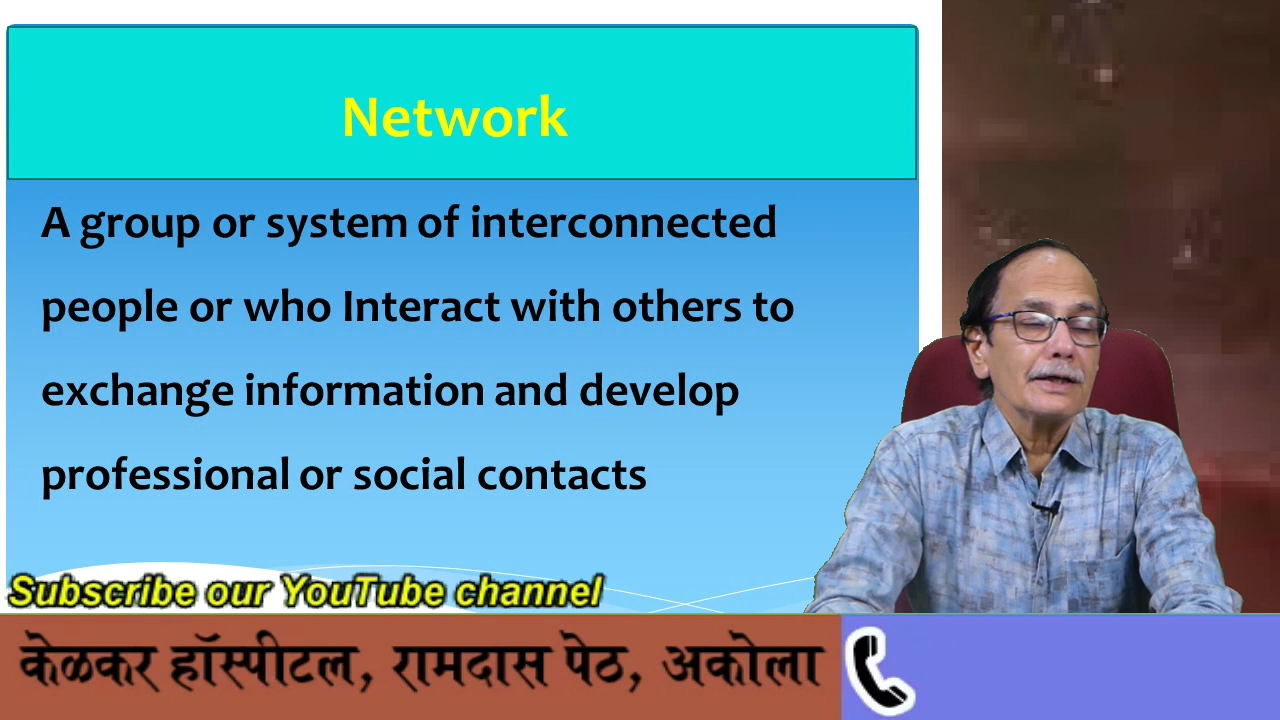 Network
A group or system of interconnected
people or who Interact with others to
exchange information and develop
professional or social contacts
Subscribe our YouTube channel
केळकर हॉस्पीटल, रामदास पेठ, अकोला